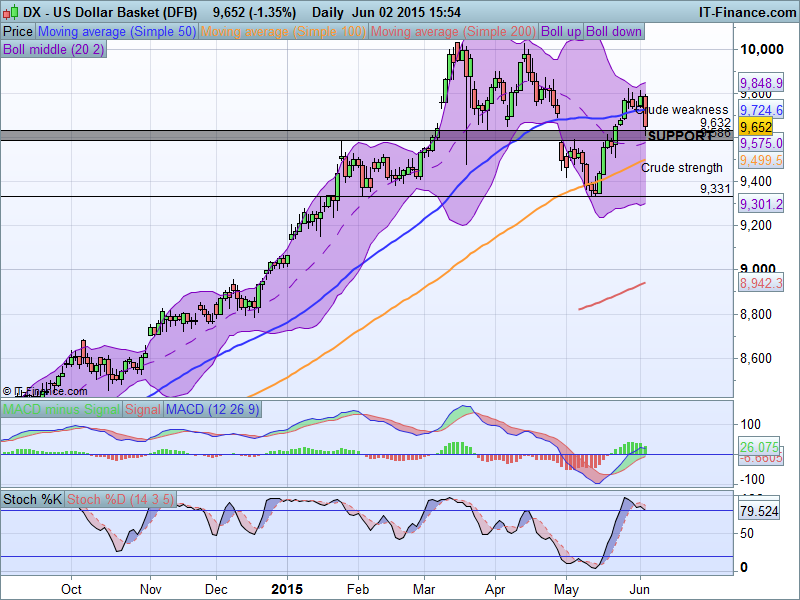 DX - US Dollar Basket (DFB) 9,652 (-1.35%) Daily Jun 02 2015 15:54 IT-Finance.com
Price Moving average (Simple 50) Moving average (Simple 100) Moving average (Simple 200) Boll up Boll down
Boll middle (20 2)
10,000
9,848.9
9,800
Crude weakness
9,724.6
9,632
9,652
9,586
SUPPORT
9,575.0
9,499.5
Crude strength
9,400
9,331
9,301.2
9,200
9,000
8,942.3
8,800
8,600
© IT-Finance.com
MACD minus Signal Signal MACD (12 26 9)
100
26.075
-6.6605
-100
Stoch %K Stoch %D (14 3 5)
100
79.524
50
0
Oct Nov Dec 2015 Feb Mar Apr May Jun